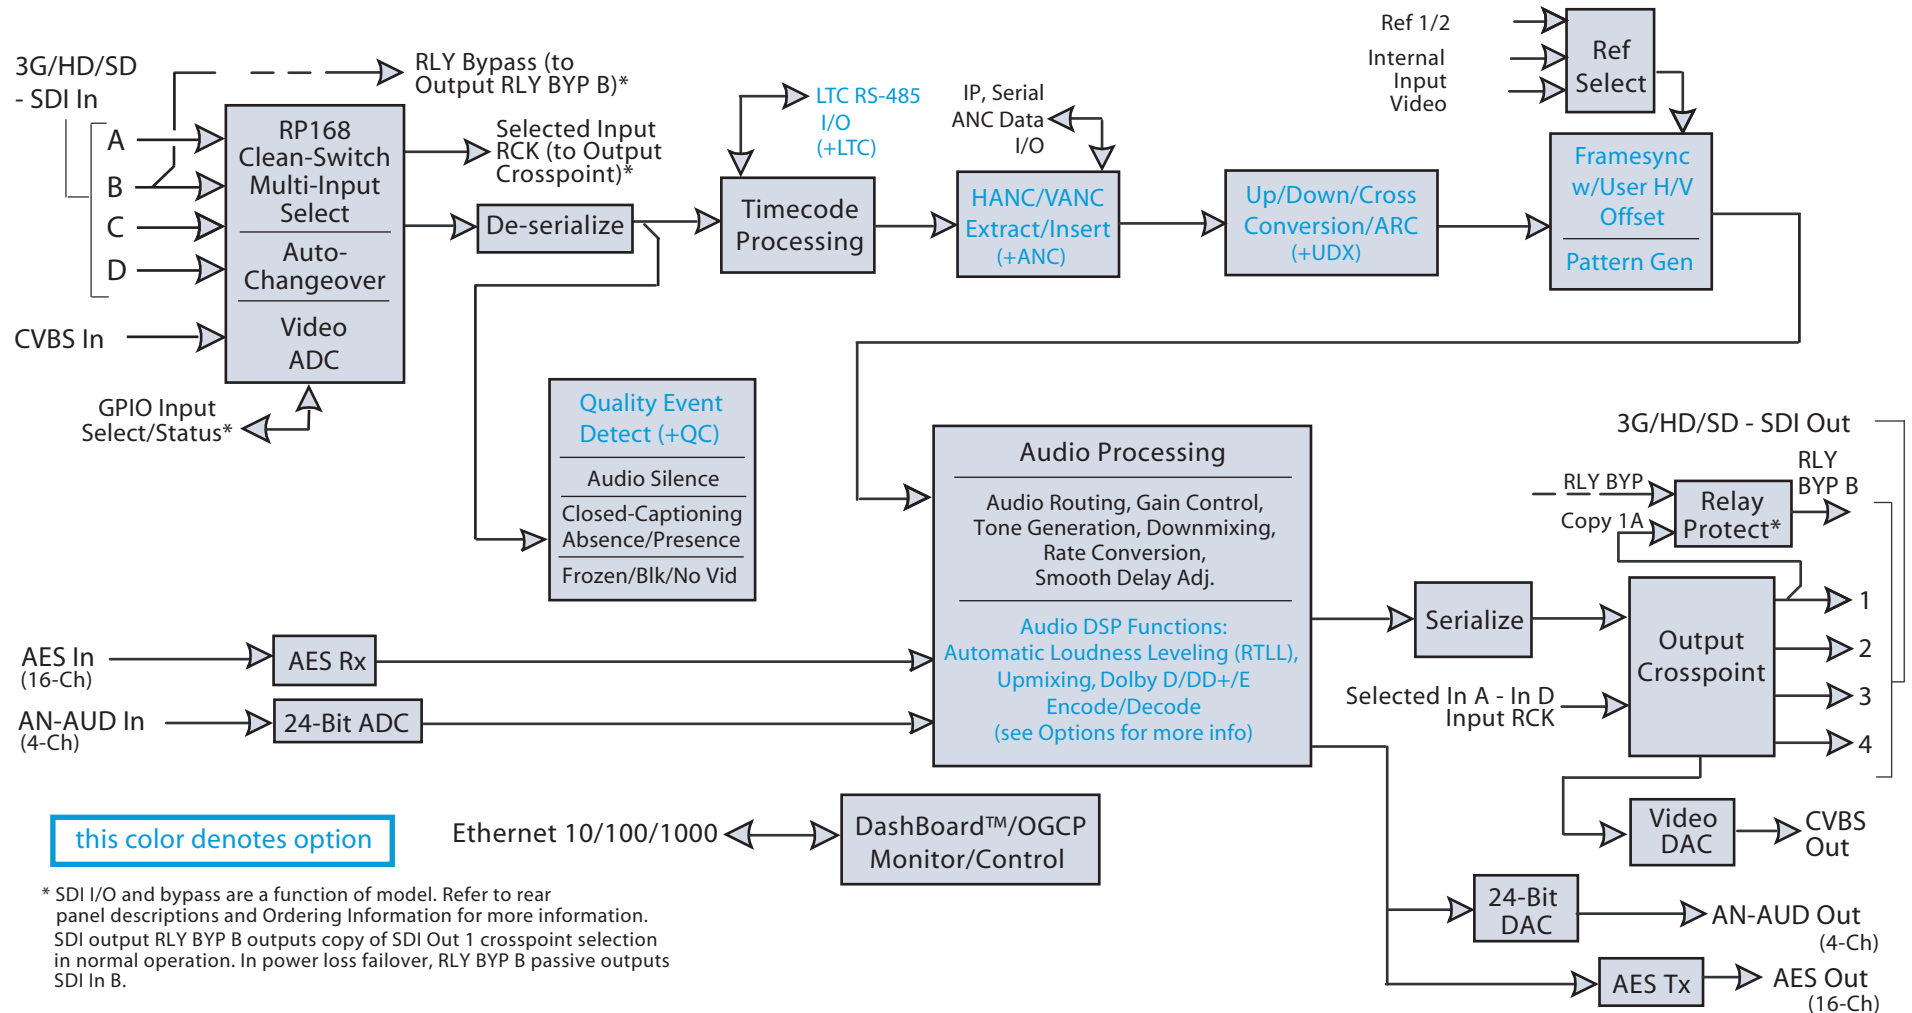 3G/HD/SD
- SDI In
A
B
C
D
CVBS In
RLY Bypass (to
Output RLY BYP B)*
RP168
Clean-Switch
Multi-Input
Select
Auto-
Changeover
Video
ADC
GPIO Input
Select/Status*
Selected Input
RCK (to Output
Crosspoint)*
De-serialize
LTC RS-485
I/O
(+LTC)
Timecode
Processing
IP, Serial
ANC Data
I/O
HANC/VANC
Extract/Insert
(+ANC)
Up/Down/Cross
Conversion/ARC
(+UDX)
Ref 1/2
Internal
Input
Video
Ref
Select
Framesync
w/User H/V
Offset
Pattern Gen
Quality Event
Detect (+QC)
Audio Silence
Closed-Captioning
Absence/Presence
Frozen/Blk/No Vid
Audio Processing
Audio Routing, Gain Control,
Tone Generation, Downmixing,
Rate Conversion,
Smooth Delay Adj.
Audio DSP Functions:
Automatic Loudness Leveling (RTLL),
Upmixing, Dolby D/DD+/E
Encode/Decode
(see Options for more info)
AES In
(16-Ch)
AES Rx
AN-AUD In
(4-Ch)
24-Bit ADC
3G/HD/SD - SDI Out
RLY BYP
Copy 1A
Relay
Protect*
RLY
BYP B
Serialize
Selected In A - In D
Input RCK
Output
Crosspoint
1
2
3
4
Video
DAC
CVBS
Out
24-Bit
DAC
AN-AUD Out
(4-Ch)
AES Tx
AES Out
(16-Ch)
Ethernet 10/100/1000
DashBoard™/OGCP
Monitor/Control
this color denotes option
* SDI I/O and bypass are a function of model. Refer to rear
panel descriptions and Ordering Information for more information.
SDI output RLY BYP B outputs copy of SDI Out 1 crosspoint selection
in normal operation. In power loss failover, RLY BYP B passive outputs
SDI In B.